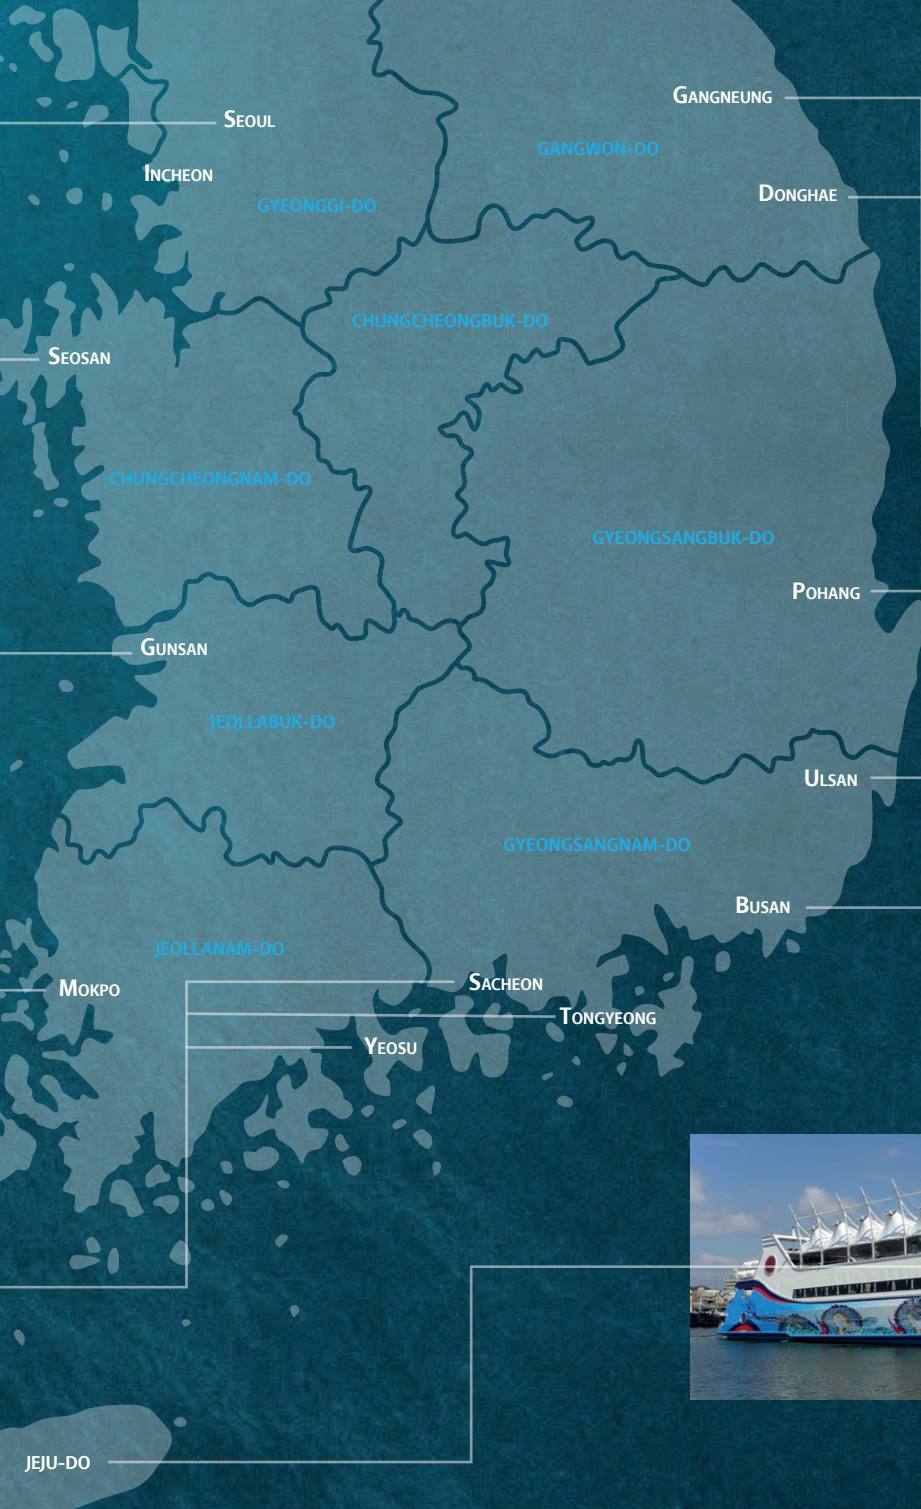 GANGNEUNG
SEOUL
GANGWON-DO
INCHEON
DONGHAE
GYEONGGI-DO
CHUNGCHEONGBUK-DO
SEOSAN
CHUNGCHEONGNAM-DO
GYEONGSANGBUK-DO
POHANG
GUNSAN
JEOLLABUK-DO
ULSAN
GYEONGSANGNAM-DO
BUSAN
JEOLLANAM-DO
SACHEON
MOKPO
TONGYEONG
YEOSU
JEJU-DO